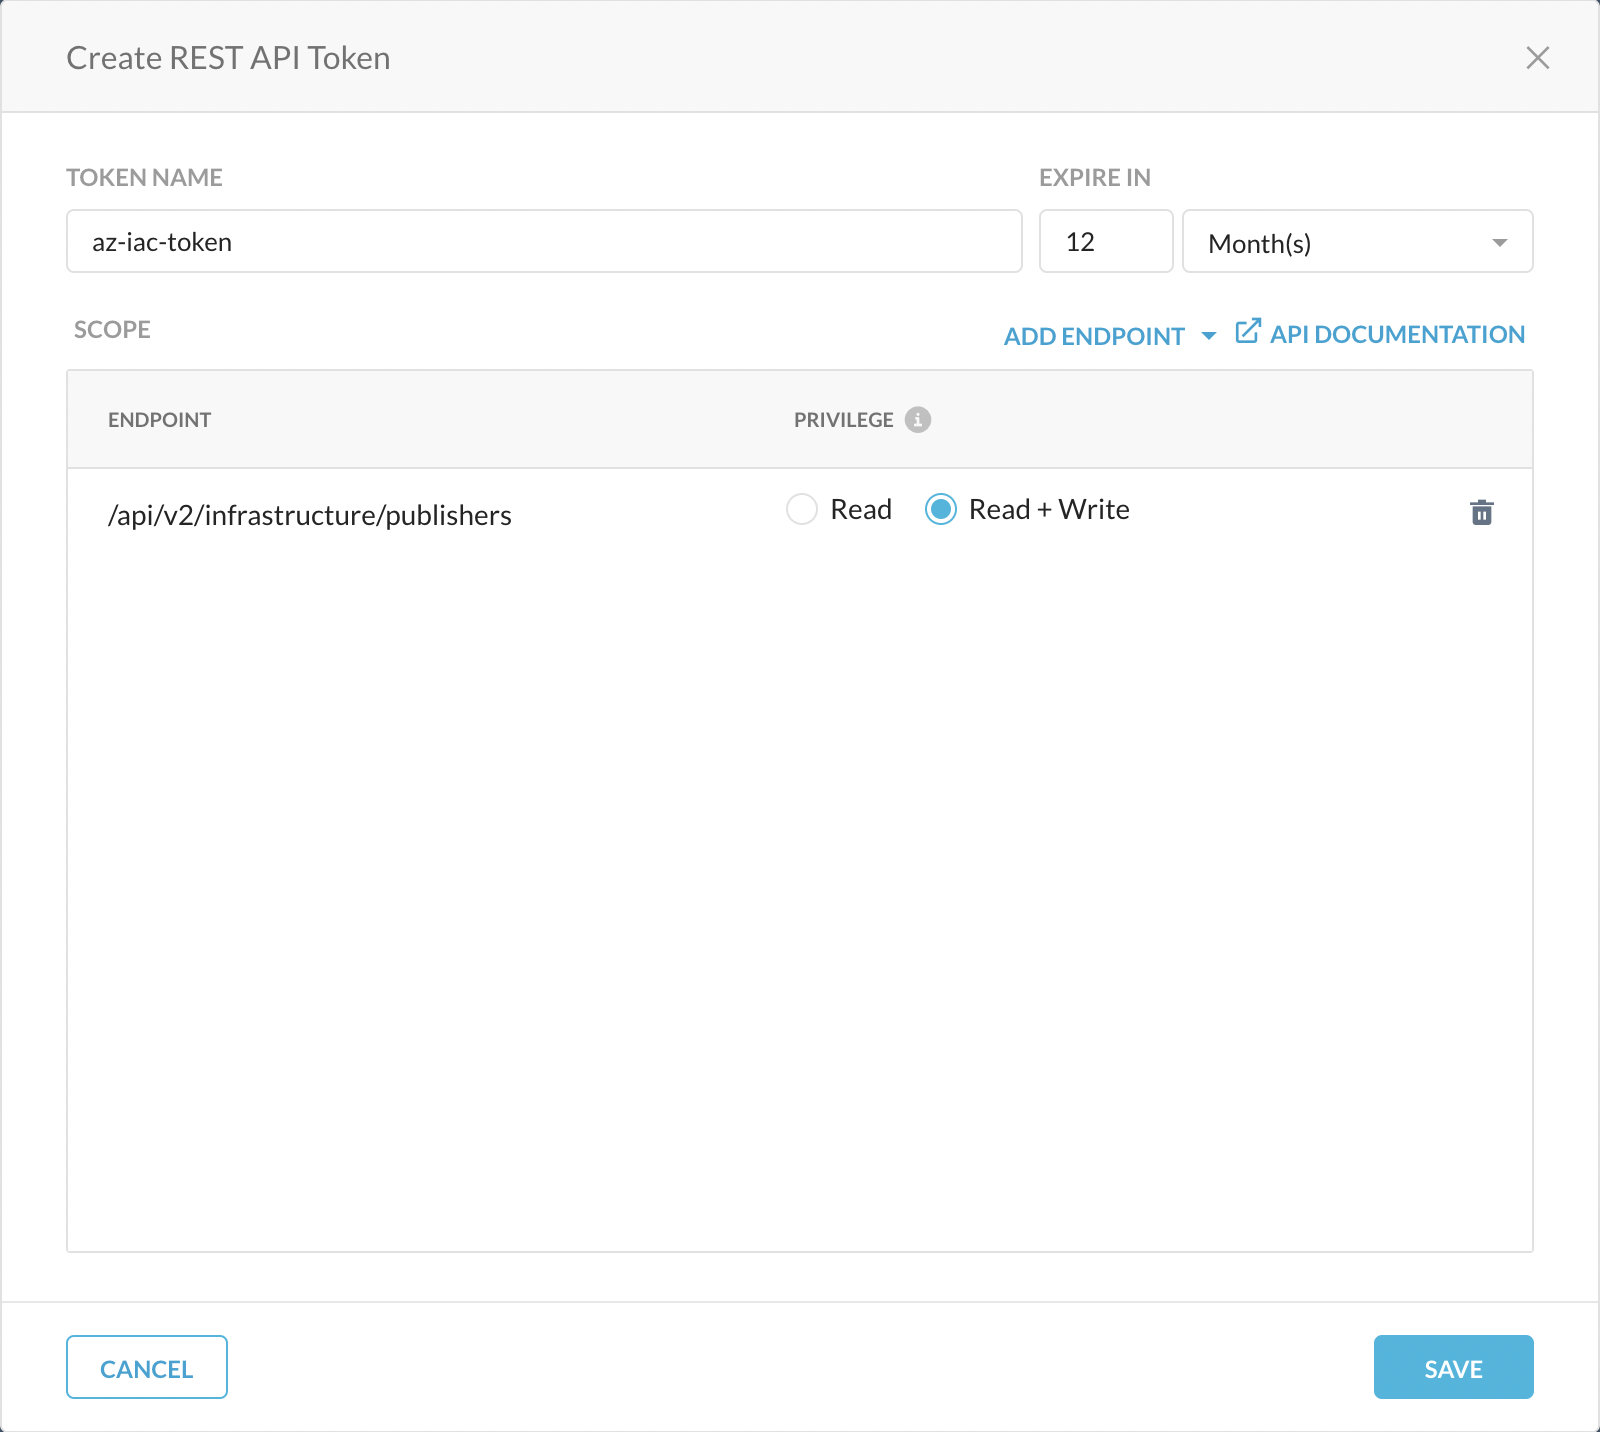 Create REST API Token
TOKEN NAME
EXPIRE IN
az-iac-token
12
Month(s)
SCOPE
ADD ENDPOINT
API DOCUMENTATION
ENDPOINT
PRIVILEGE
/api/v2/infrastructure/publishers
Read
Read + Write
CANCEL
SAVE